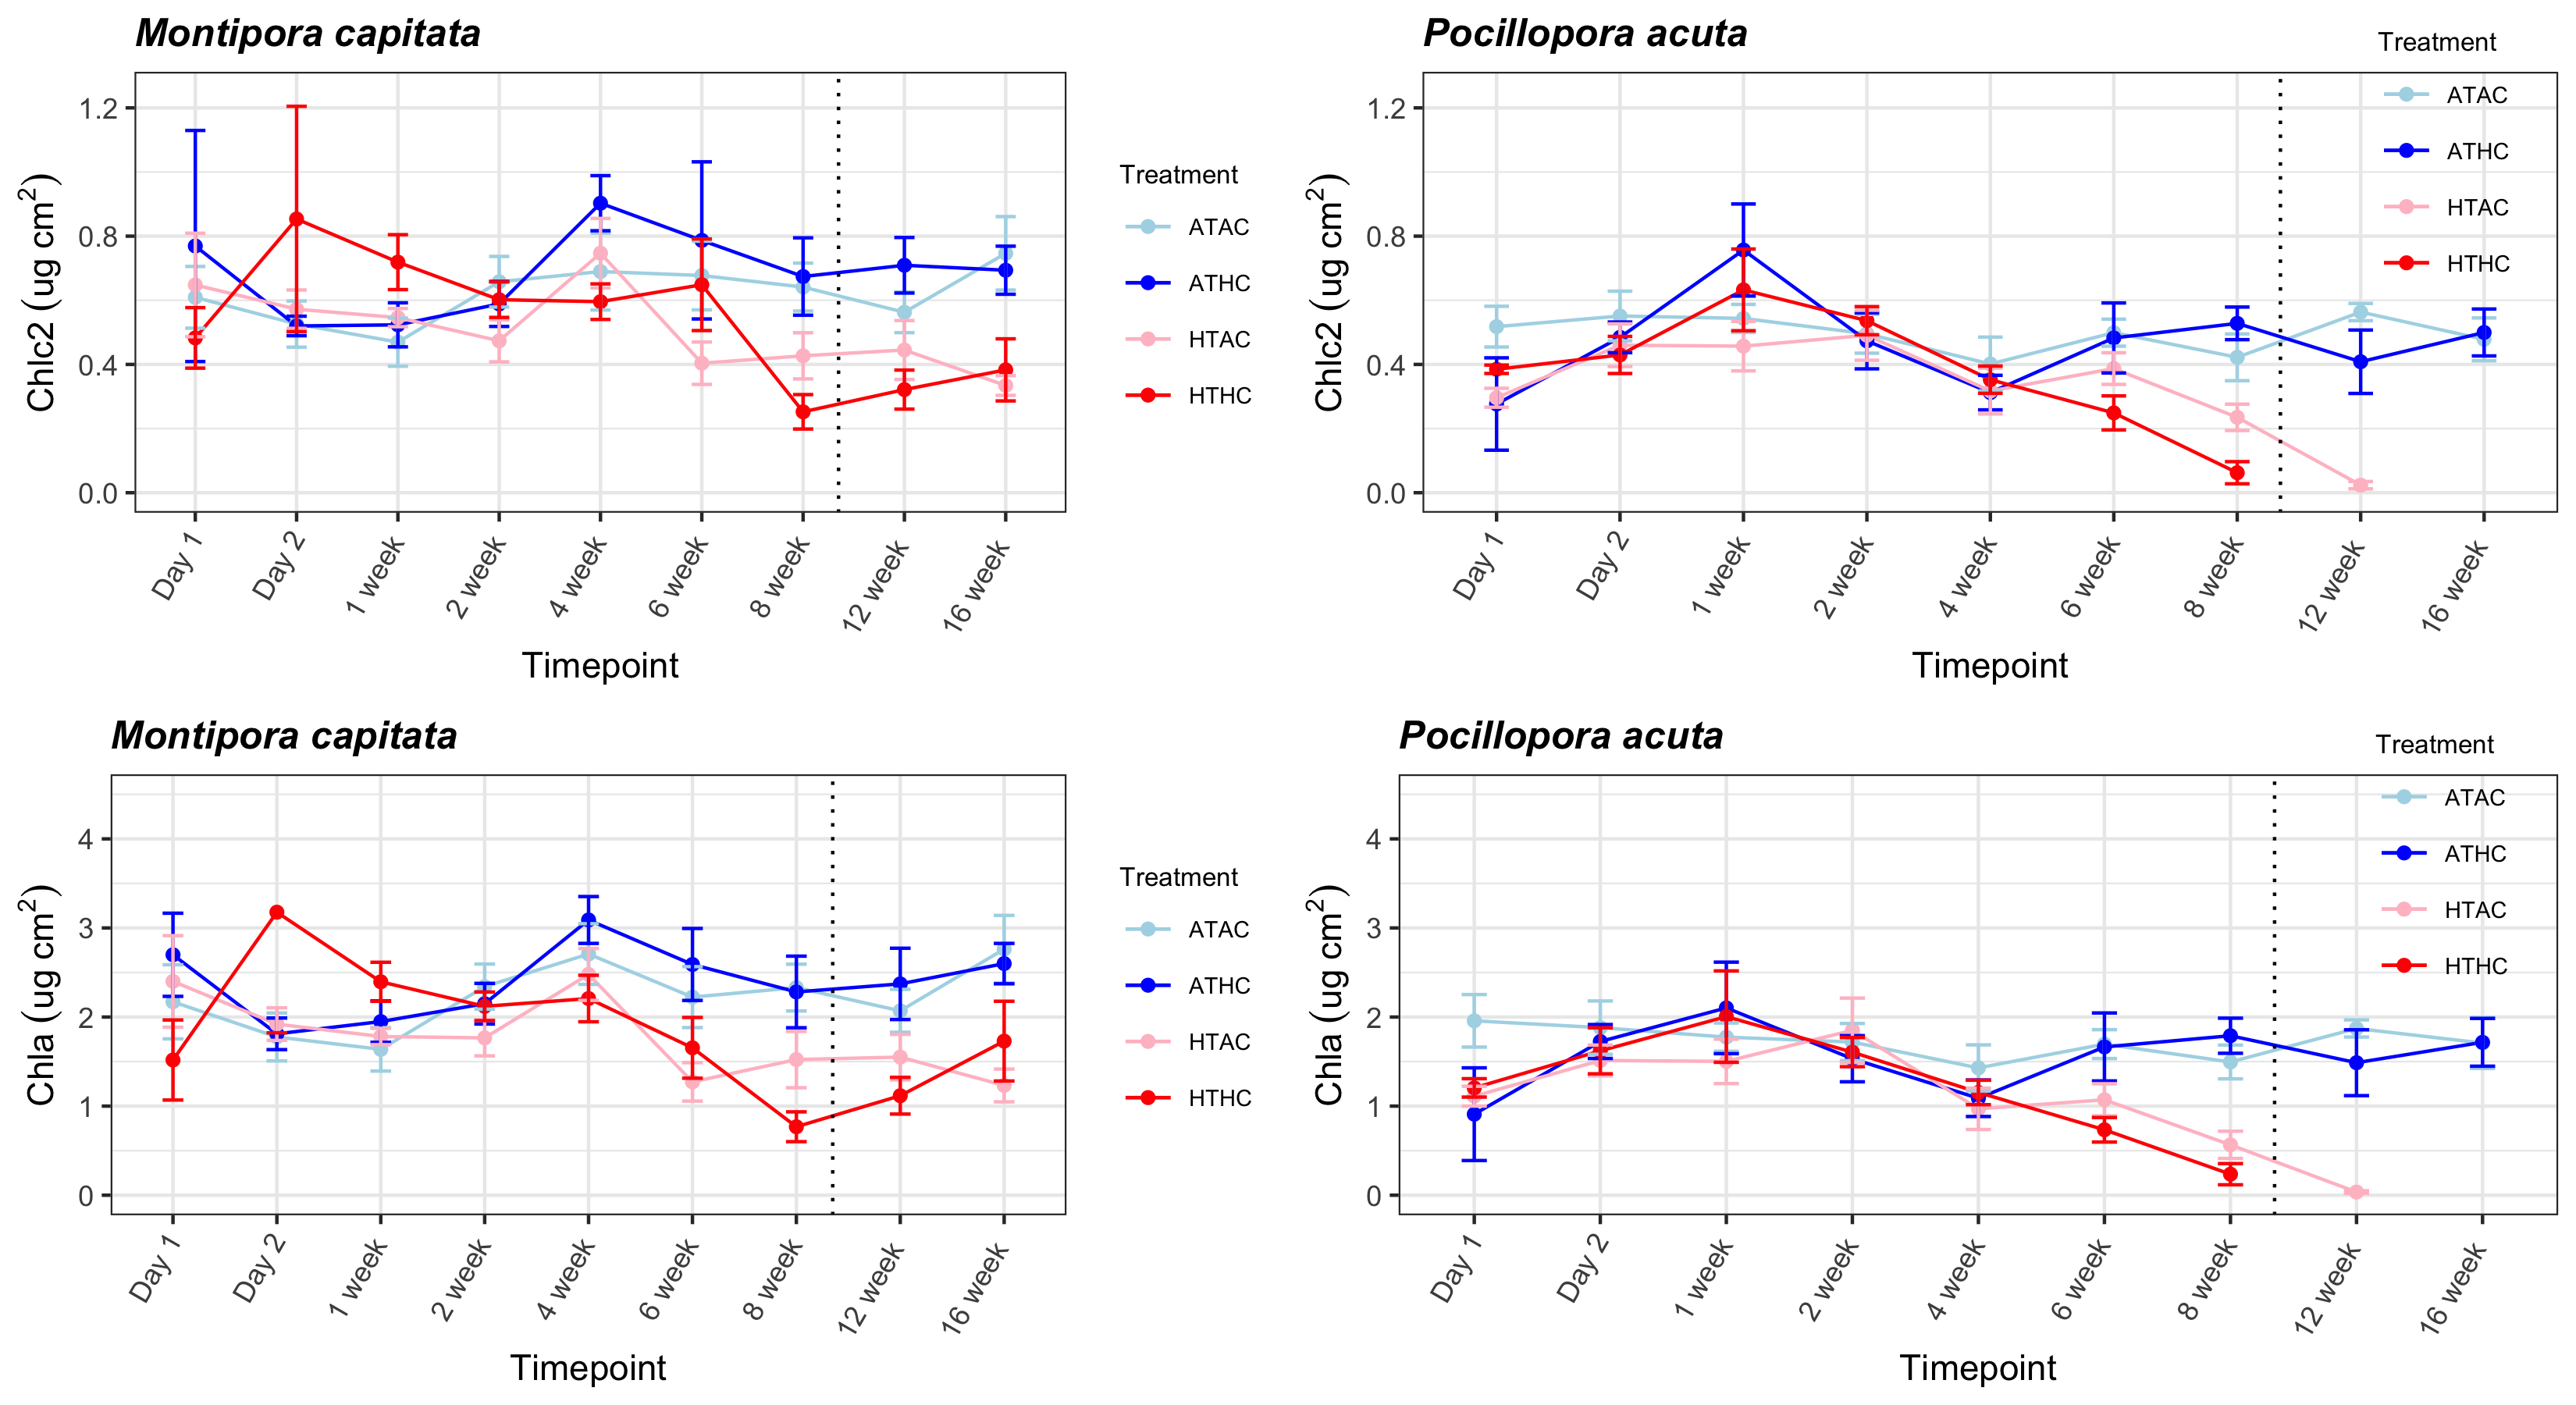 Montipora capitata
Chlc2 (ug cm2)
1.2
0.8
0.4
0.0
Day 1
Day 2
1 week
2 week
4 week
6 week
8 week
12 week
16 week
Timepoint
Treatment
ATAC
ATHC
HTAC
HTHC
Pocillopora acuta
Chlc2 (ug cm2)
1.2
0.8
0.4
0.0
Day 1
Day 2
1 week
2 week
4 week
6 week
8 week
12 week
16 week
Timepoint
Treatment
ATAC
ATHC
HTAC
HTHC
Montipora capitata
Chla (ug cm2)
4
3
2
1
0
Day 1
Day 2
1 week
2 week
4 week
6 week
8 week
12 week
16 week
Timepoint
Treatment
ATAC
ATHC
HTAC
HTHC
Pocillopora acuta
Chla (ug cm2)
4
3
2
1
0
Day 1
Day 2
1 week
2 week
4 week
6 week
8 week
12 week
16 week
Timepoint
Treatment
ATAC
ATHC
HTAC
HTHC